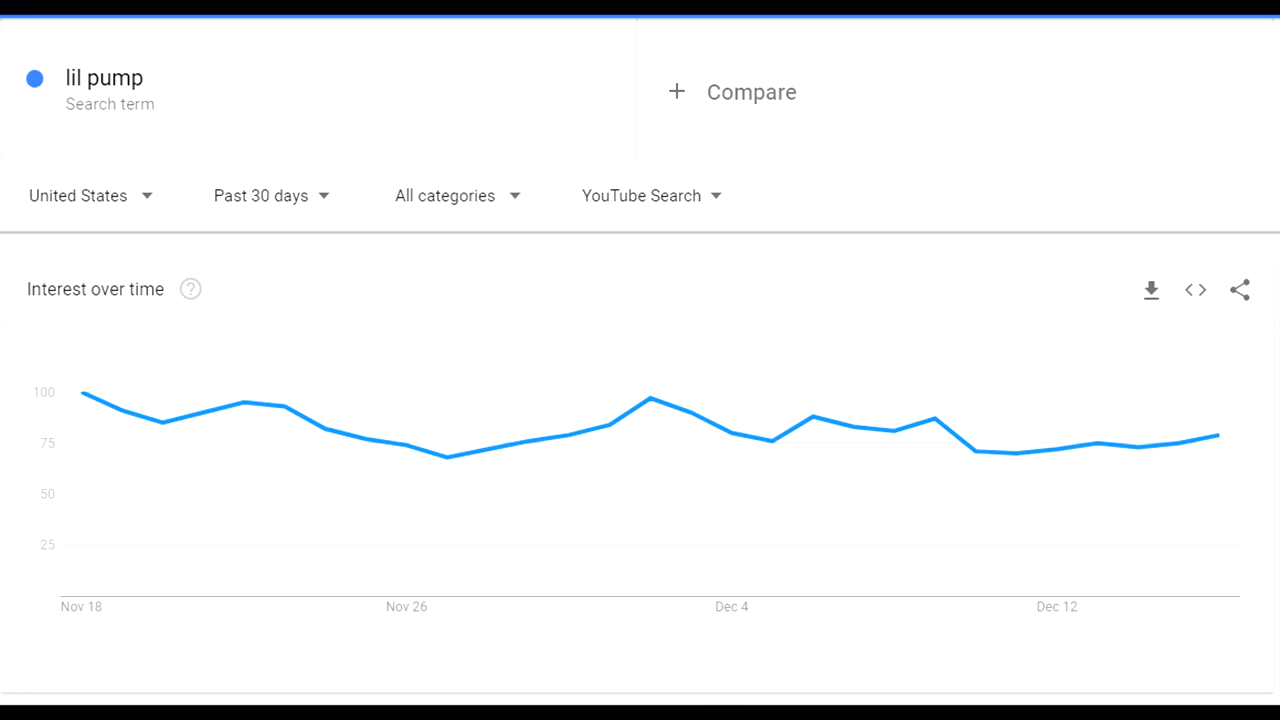 lil pump
Search term
+ Compare
United States
Past 30 days
All categories
YouTube Search
Interest over time ?
100
75
50
25
Nov 18
Nov 26
Dec 4
Dec 12